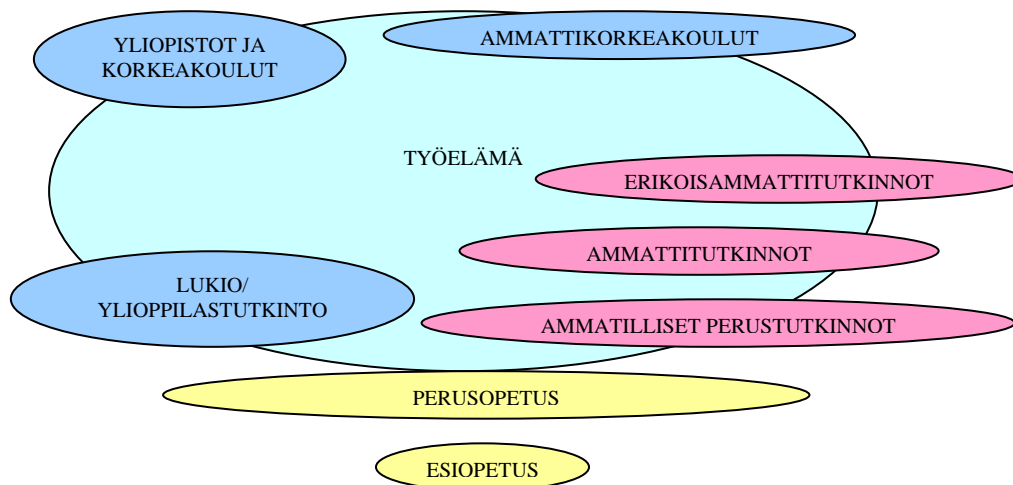 YLIOPISTOT JA
KORKEAKOULUT
AMMATTIKORKEAKOULUT
TYÖELÄMÄ
ERIKOISAMMATTITUTKINNOT
AMMATTITUTKINNOT
LUKIO/
YLIOPPILASTUTKINTO
AMMATILLISET PERUSTUTKINNOT
PERUSOPETUS
ESIOPETUS